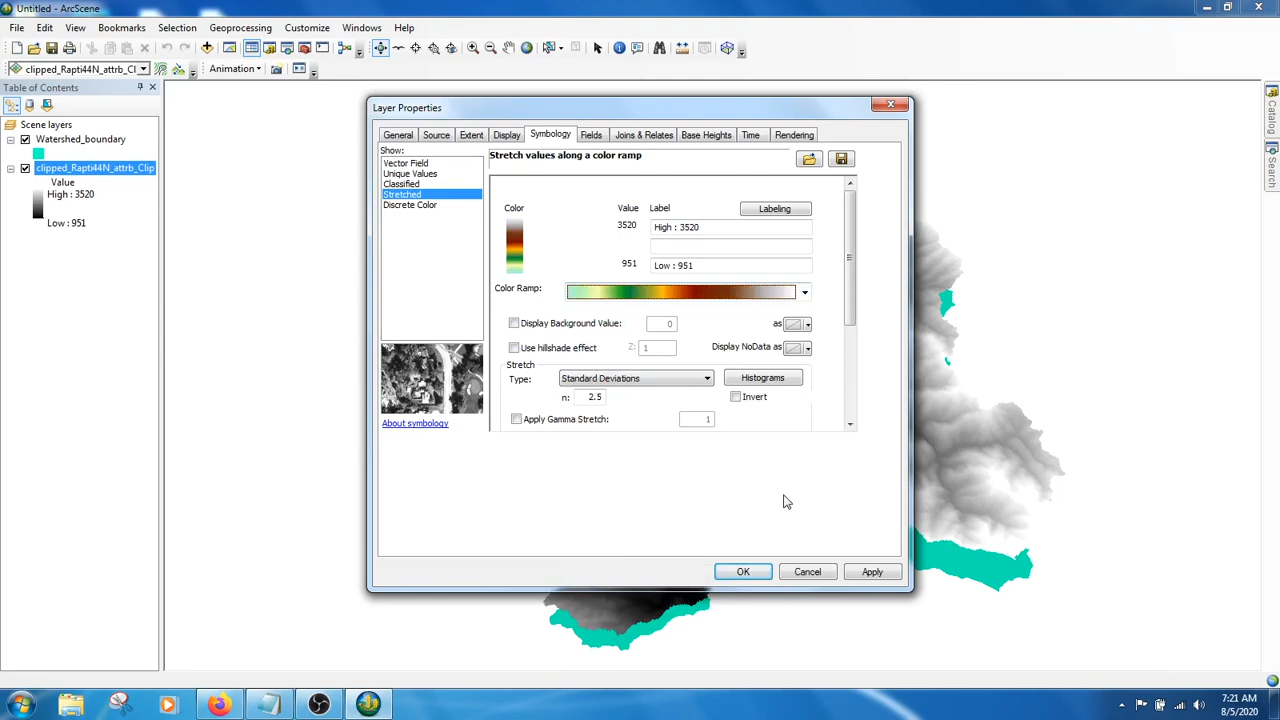 Untitled - ArcScene
File Edit View Bookmarks Selection Geoprocessing Customize Windows Help
clipped_Rapti44N_attrb_Cl
Animation
Table of Contents
Scene layers
Watershed_boundary
clipped_Rapti44N_attrb_Clip
Value
High : 3520
Low : 951
Layer Properties
General Source Extent Display Symbology Fields Joins & Relates Base Heights Time Rendering
Show:
Vector Field
Unique Values
Classified
Stretched
Discrete Color
About symbology
Stretch values along a color ramp
Color Value Label Labeling
3520 High : 3520
951 Low : 951
Color Ramp:
Display Background Value: 0 as
Use hillshade effect Z: 1 Display NoData as
Stretch
Type: Standard Deviations Histograms
n: 2.5 Invert
Apply Gamma Stretch: 1
OK Cancel Apply
Catalog
Search
7:21 AM
8/5/2020